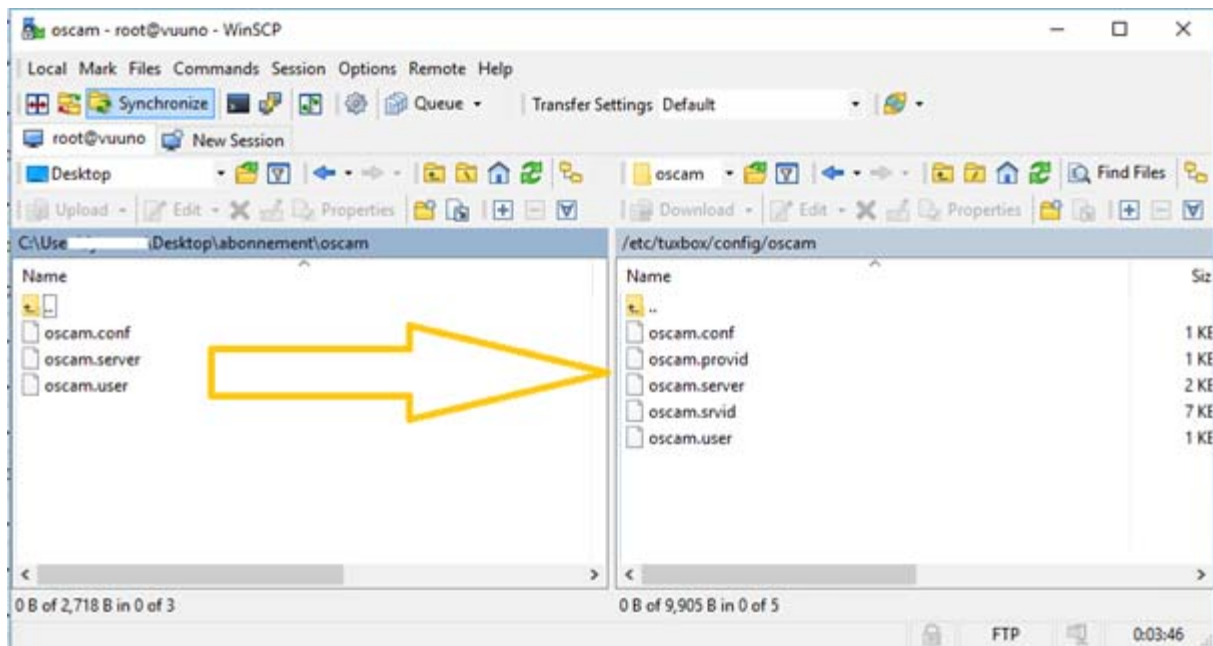 oscam - root@vuuno - WinSCP
Local Mark Files Commands Session Options Remote Help
Synchronize Queue Transfer Settings Default
root@vuuno New Session
Desktop oscam Find Files
Upload Edit Properties Download Edit Properties
C:\Use \Desktop\abonnement\oscam /etc/tuxbox/config/oscam
Name Name Siz
.. ..
oscam.conf oscam.conf 1 KE
oscam.server oscam.provid 1 KE
oscam.user oscam.server 2 KE
oscam.srvid 7 KE
oscam.user 1 KE
0 B of 2,718 B in 0 of 3 0 B of 9,905 B in 0 of 5
FTP 0:03:46